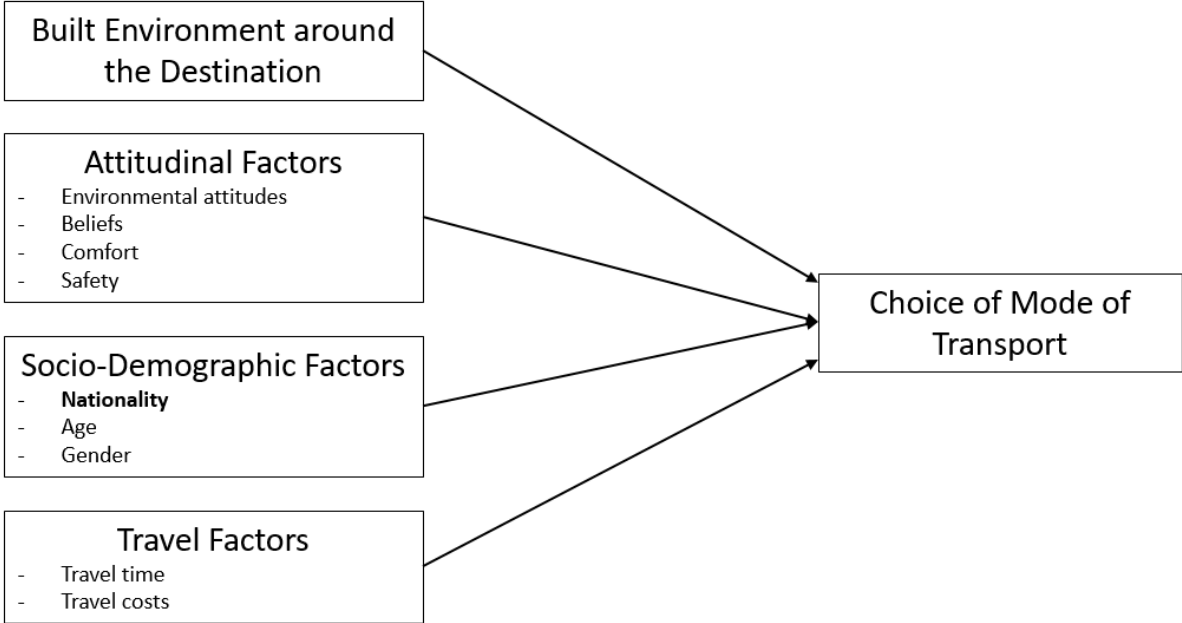 Built Environment around
the Destination
Attitudinal Factors
- Environmental attitudes
- Beliefs
- Comfort
- Safety
Socio-Demographic Factors
- Nationality
- Age
- Gender
Travel Factors
- Travel time
- Travel costs
Choice of Mode of
Transport